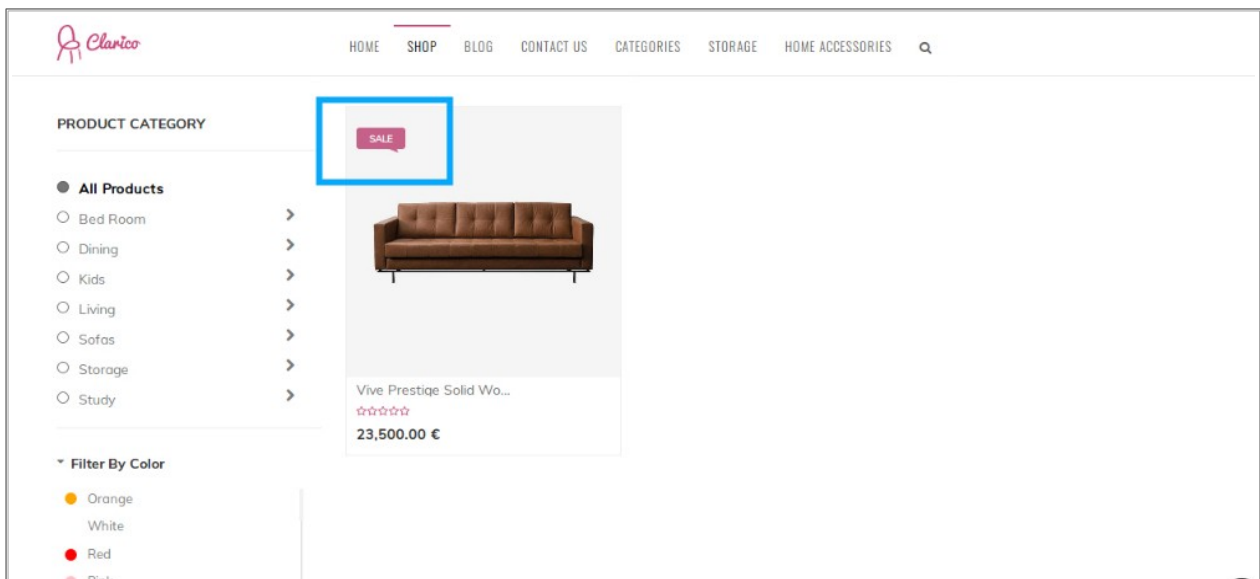 Clarico
HOME SHOP BLOG CONTACT US CATEGORIES STORAGE HOME ACCESSORIES
PRODUCT CATEGORY
All Products
Bed Room
Dining
Kids
Living
Sofas
Storage
Study
Filter By Color
Orange
White
Red
SALE
Vive Prestige Solid Wo...
23,500.00 €